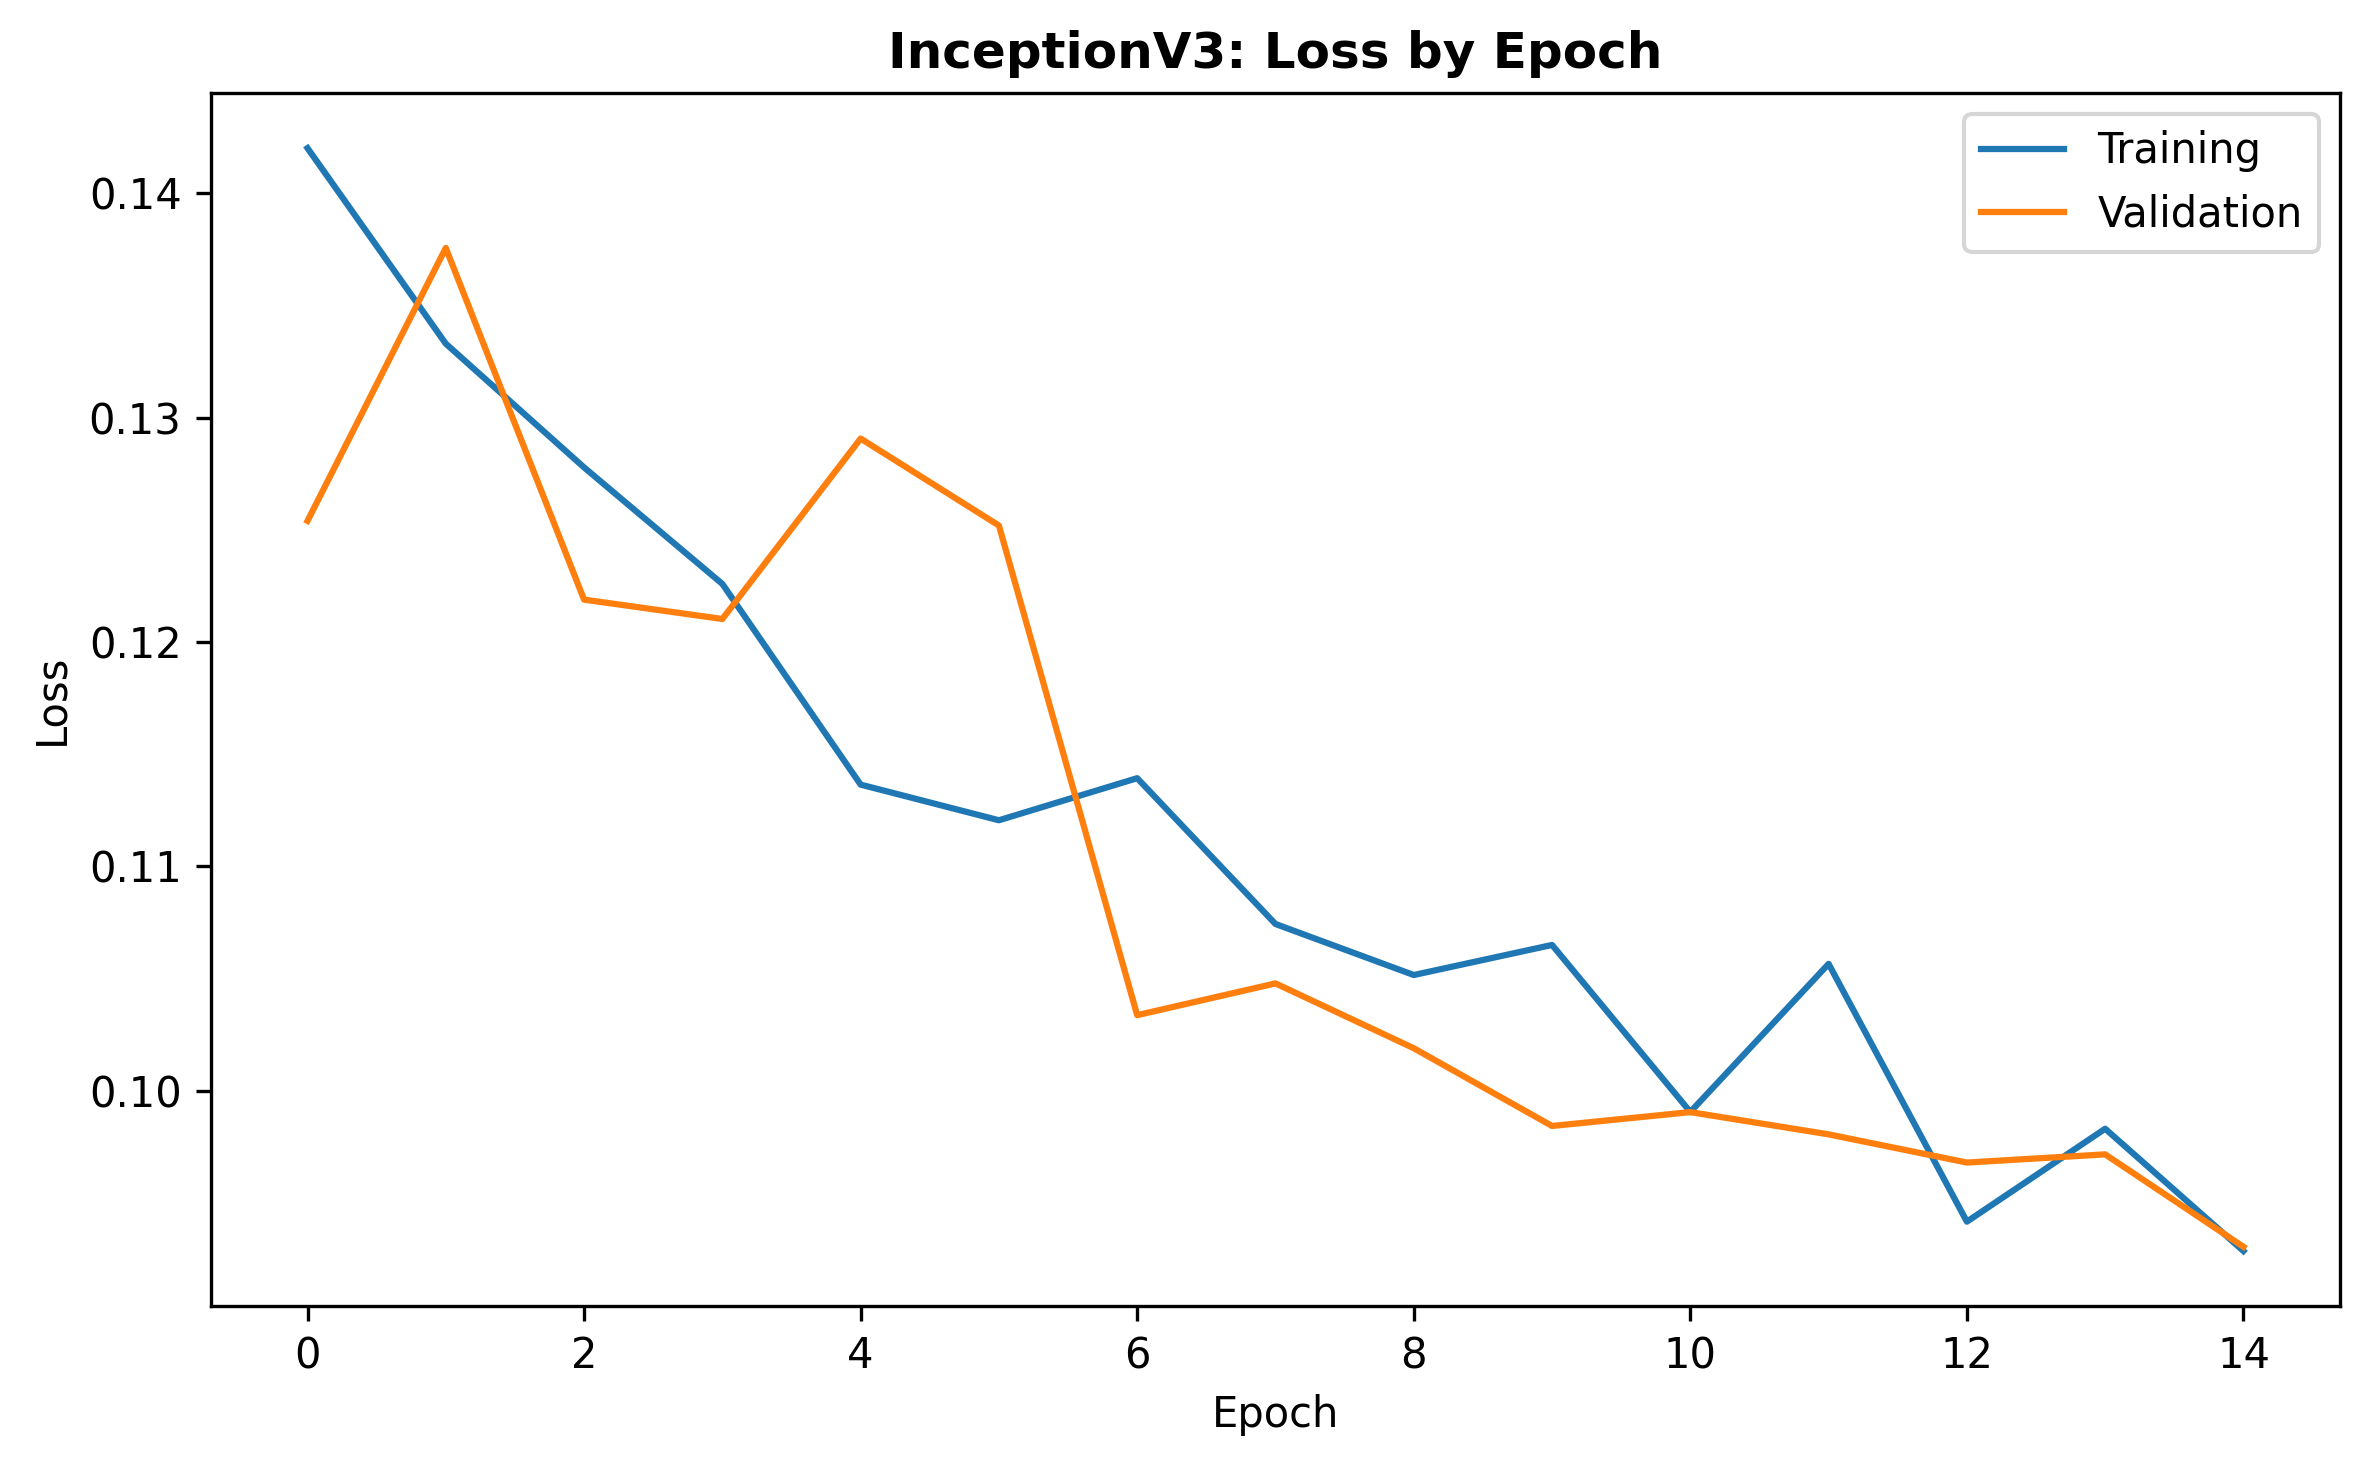 InceptionV3: Loss by Epoch
Training
Validation
0.14
0.13
0.12
0.11
0.10
Loss
0 2 4 6 8 10 12 14
Epoch